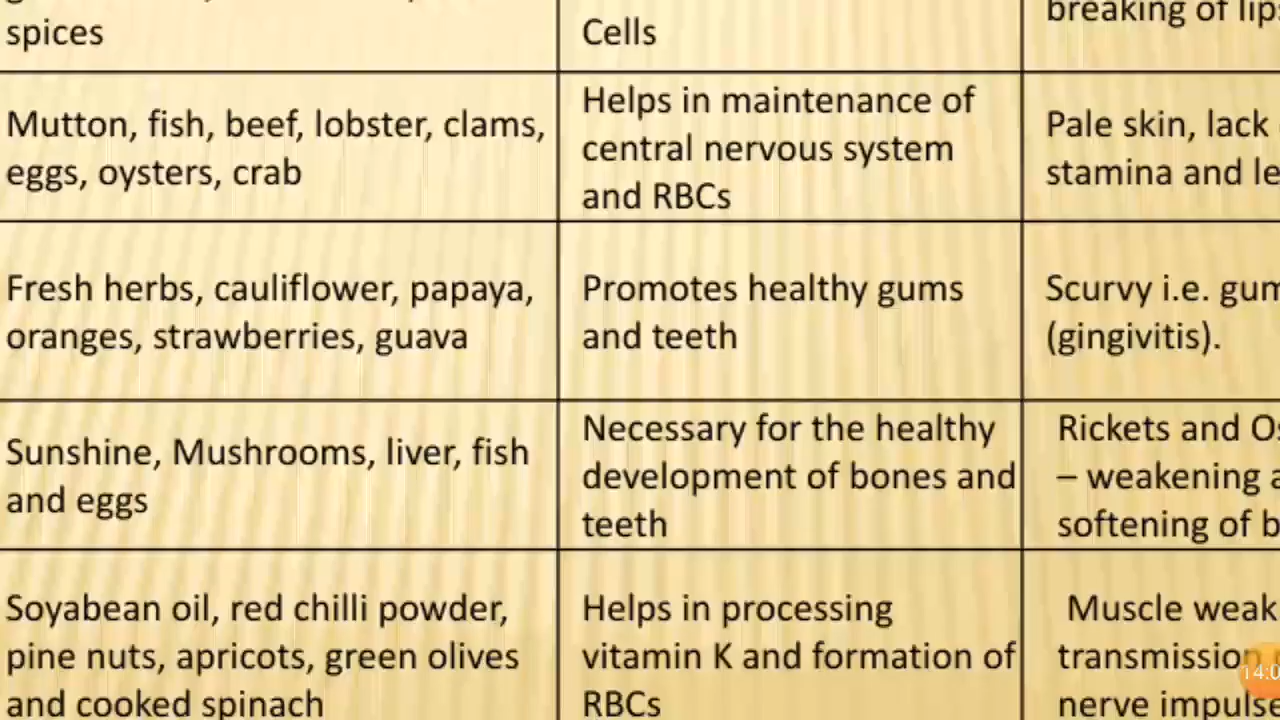 spices
Cells
breaking of lips
Mutton, fish, beef, lobster, clams,
eggs, oysters, crab
Helps in maintenance of
central nervous system
and RBCs
Pale skin, lack
stamina and le
Fresh herbs, cauliflower, papaya,
oranges, strawberries, guava
Promotes healthy gums
and teeth
Scurvy i.e. gum
(gingivitis).
Sunshine, Mushrooms, liver, fish
and eggs
Necessary for the healthy
development of bones and
teeth
Rickets and Os
– weakening a
softening of b
Soyabean oil, red chilli powder,
pine nuts, apricots, green olives
and cooked spinach
Helps in processing
vitamin K and formation of
RBCs
Muscle weak
transmission
nerve impulse
14:0